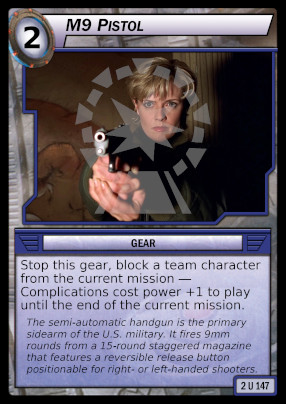 2
M9 PISTOL
GEAR
Stop this gear, block a team character
from the current mission —
Complications cost power +1 to play
until the end of the current mission.
The semi-automatic handgun is the primary
sidearm of the U.S. military. It fires 9mm
rounds from a 15-round staggered magazine
that features a reversible release button
positionable for right- or left-handed shooters.
2 U 147